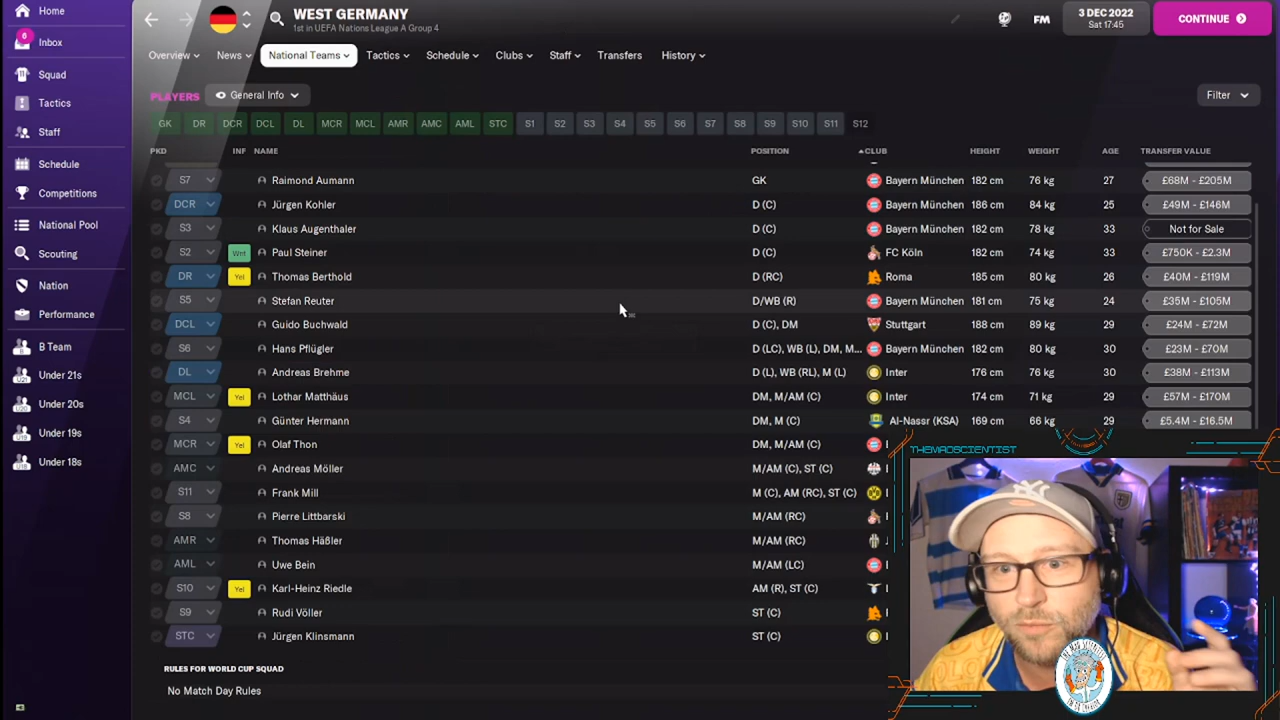 Home
6
Inbox
Squad
Tactics
Staff
Schedule
Competitions
National Pool
Scouting
Nation
Performance
B Team
Under 21s
Under 20s
Under 19s
Under 18s
WEST GERMANY
1st in UEFA Nations League A Group 4
FM
3 DEC 2022
Sat 17:45
CONTINUE
Overview News National Teams Tactics Schedule Clubs Staff Transfers History
PLAYERS General Info Filter
GK DR DCR DCL DL MCR MCL AMR AMC AML STC S1 S2 S3 S4 S5 S6 S7 S8 S9 S10 S11 S12
PKD INF NAME POSITION CLUB HEIGHT WEIGHT AGE TRANSFER VALUE
S7 Raimond Aumann GK Bayern München 182 cm 76 kg 27 £68M - £205M
DCR Jürgen Kohler D (C) Bayern München 186 cm 84 kg 25 £49M - £146M
S3 Klaus Augenthaler D (C) Bayern München 182 cm 78 kg 33 Not for Sale
S2 Wnt Paul Steiner D (C) FC Köln 182 cm 74 kg 33 £750K - £2.3M
DR Yel Thomas Berthold D (RC) Roma 185 cm 80 kg 26 £40M - £119M
S5 Stefan Reuter D/WB (R) Bayern München 181 cm 75 kg 24 £35M - £105M
DCL Guido Buchwald D (C), DM Stuttgart 188 cm 89 kg 29 £24M - £72M
S6 Hans Pflügler D (LC), WB (L), DM, M... Bayern München 182 cm 82 kg 30 £23M - £70M
DL Andreas Brehme D (L), WB (RL), M (L) Inter 176 cm 76 kg 30 £38M - £113M
MCL Yel Lothar Matthäus DM, M/AM (C) Inter 174 cm 71 kg 29 £57M - £170M
S4 Günter Hermann DM, M (C) Al-Nassr (KSA) 169 cm 66 kg 29 £5.4M - £16.5M
MCR Yel Olaf Thon DM, M/AM (C)
AMC Andreas Möller M/AM (C), ST (C)
S11 Frank Mill M (C), AM (RC), ST (C)
S8 Pierre Littbarski M/AM (RC)
AMR Thomas Häßler M/AM (RC)
AML Uwe Bein M/AM (LC)
S10 Yel Karl-Heinz Riedle AM (R), ST (C)
S9 Rudi Völler ST (C)
STC Jürgen Klinsmann ST (C)
RULES FOR WORLD CUP SQUAD
No Match Day Rules
THEMADSCIENTIST